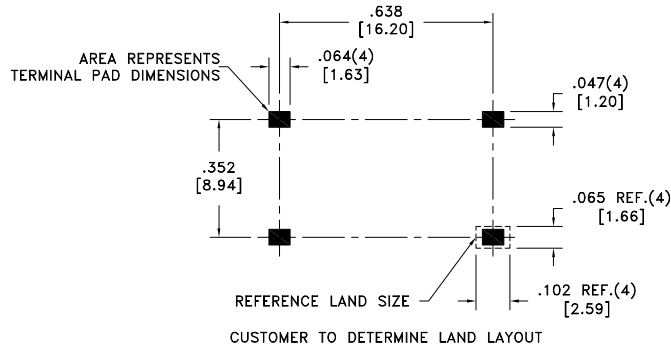 .638
[16.20]
AREA REPRESENTS
TERMINAL PAD DIMENSIONS
.064(4)
[1.63]
.047(4)
[1.20]
.352
[8.94]
.065 REF.(4)
[1.66]
REFERENCE LAND SIZE
.102 REF.(4)
[2.59]
CUSTOMER TO DETERMINE LAND LAYOUT